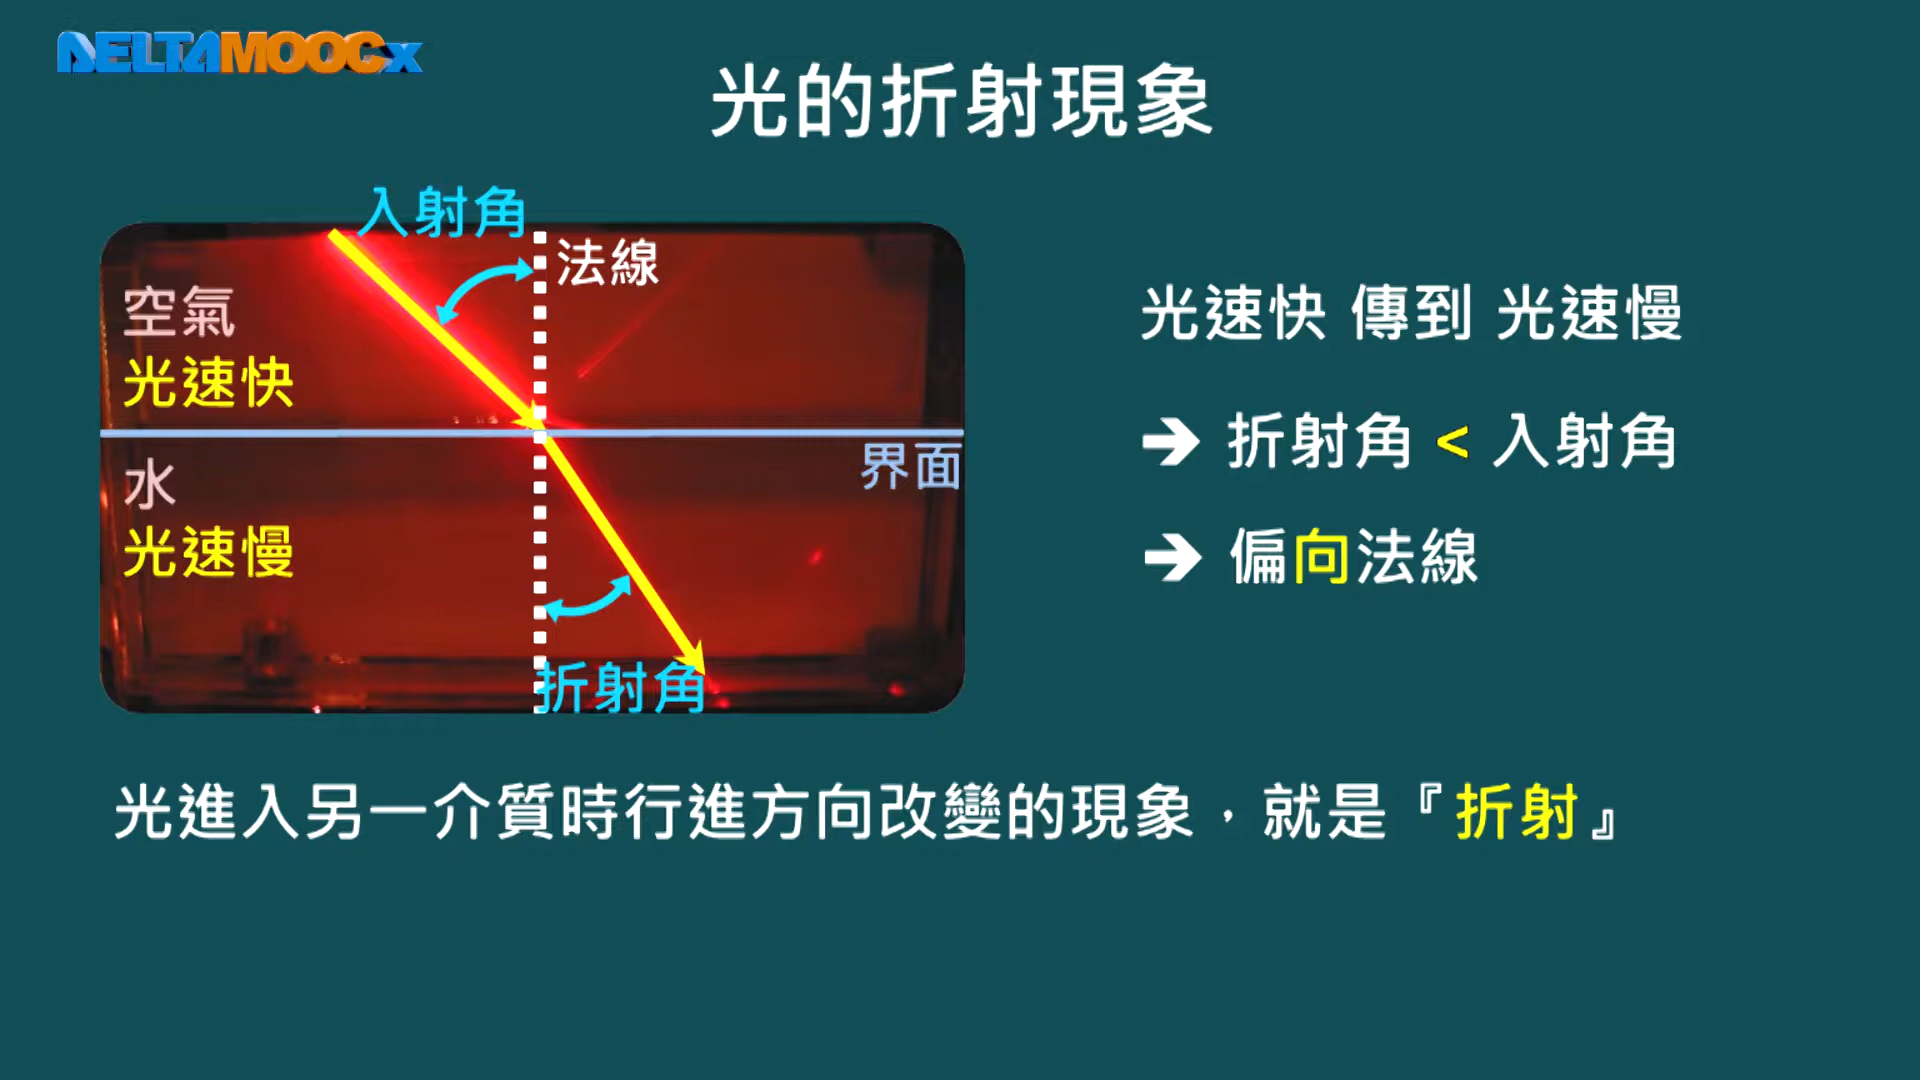 DELTAMOOCx
光的折射現象
入射角
法線
空氣
光速快
界面
水
光速慢
折射角
光速快 傳到 光速慢
➔ 折射角 < 入射角
➔ 偏向法線
光進入另一介質時行進方向改變的現象，就是『折射』